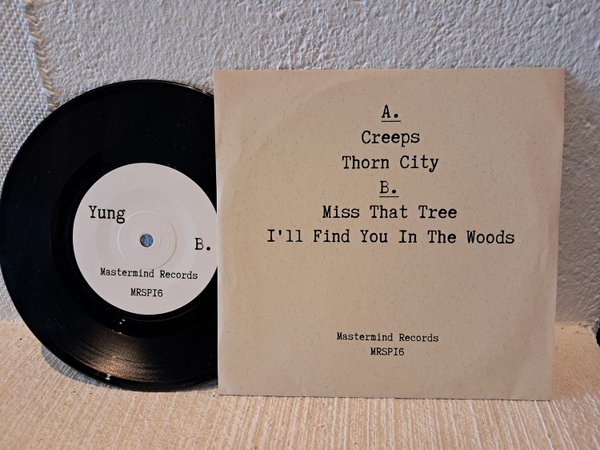 Yung
B.
Mastermind Records
MRSPI6
A.
Creeps
Thorn City
B.
Miss That Tree
I'll Find You In The Woods
Mastermind Records
MRSPI6